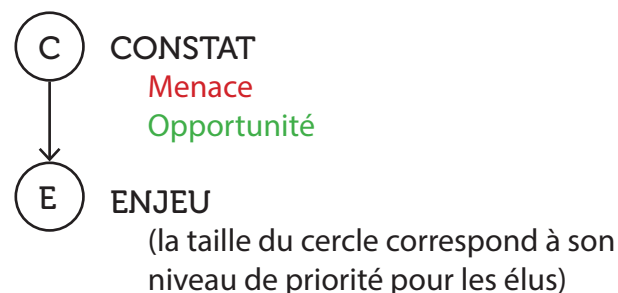 C CONSTAT
Menace
Opportunité
E ENJEU
(la taille du cercle correspond à son
niveau de priorité pour les élus)